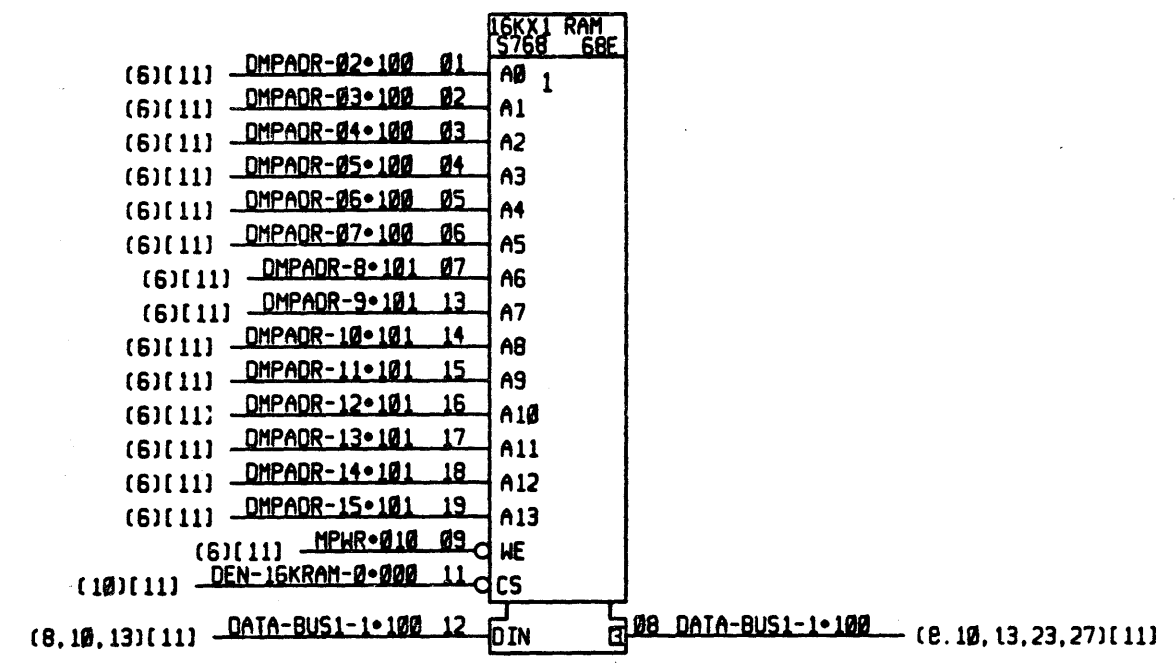 16KX1 RAM
S768 68E
1
(6)[11] DMPADR-02•100 01 A0
(6)[11] DMPADR-03•100 02 A1
(6)[11] DMPADR-04•100 03 A2
(6)[11] DMPADR-05•100 04 A3
(6)[11] DMPADR-06•100 05 A4
(6)[11] DMPADR-07•100 06 A5
(6)[11] DMPADR-8•101 07 A6
(6)[11] DMPADR-9•101 13 A7
(6)[11] DMPADR-10•101 14 A8
(6)[11] DMPADR-11•101 15 A9
(6)[11] DMPADR-12•101 16 A10
(6)[11] DMPADR-13•101 17 A11
(6)[11] DMPADR-14•101 18 A12
(6)[11] DMPADR-15•101 19 A13
(6)[11] MPWR•010 09 WE
(10)[11] DEN-16KRAM-0•000 11 CS
(8,10,13)[11] DATA-BUS1-1•100 12 DIN 08 DATA-BUS1-1•100 (8.10,13,23,27)[11]